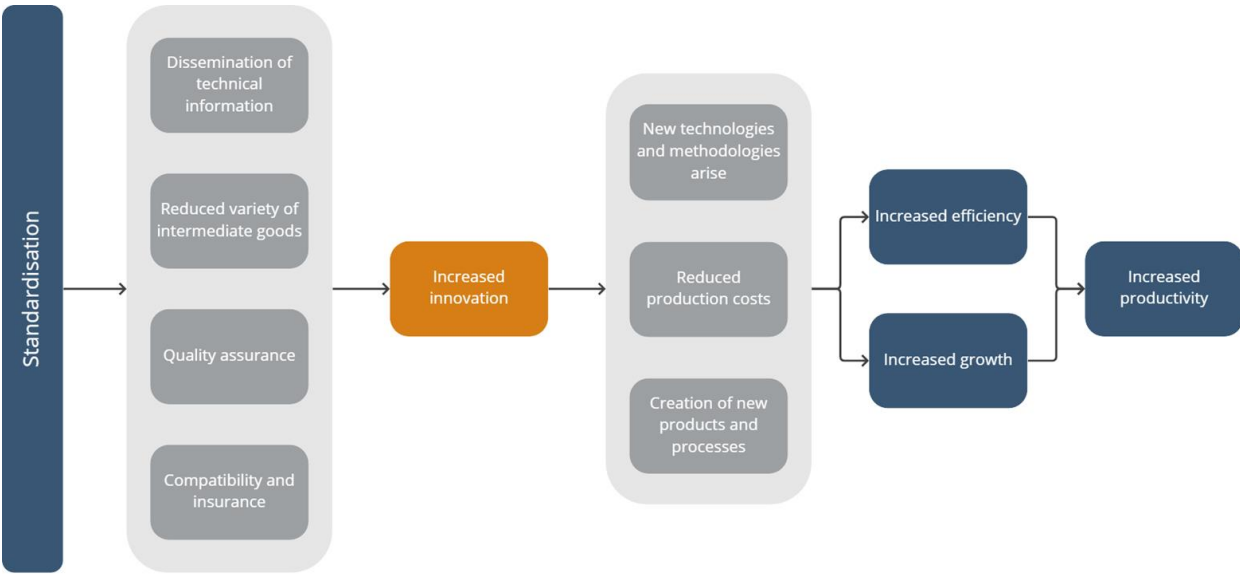 Standardisation
Dissemination of
technical
information
Reduced variety of
intermediate goods
Quality assurance
Compatibility and
insurance
Increased
innovation
New technologies
and methodologies
arise
Reduced
production costs
Creation of new
products and
processes
Increased efficiency
Increased growth
Increased
productivity